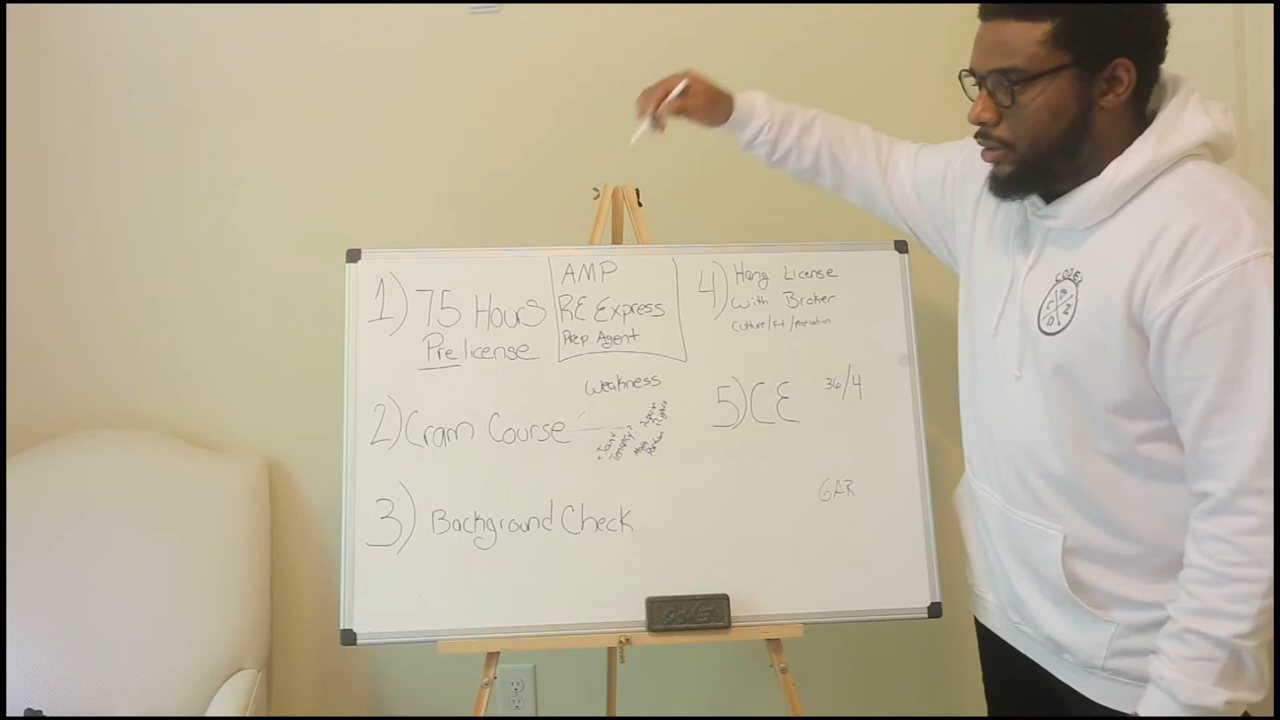 1) 75 Hours
Prelicense
AMP
RE Express
Prep Agent
2) Cram Course
Weakness
3) Background Check
4) Hang License
With Broker
Culture/Fit/Motivation
5) CE 36/4
GAR
CODEZ